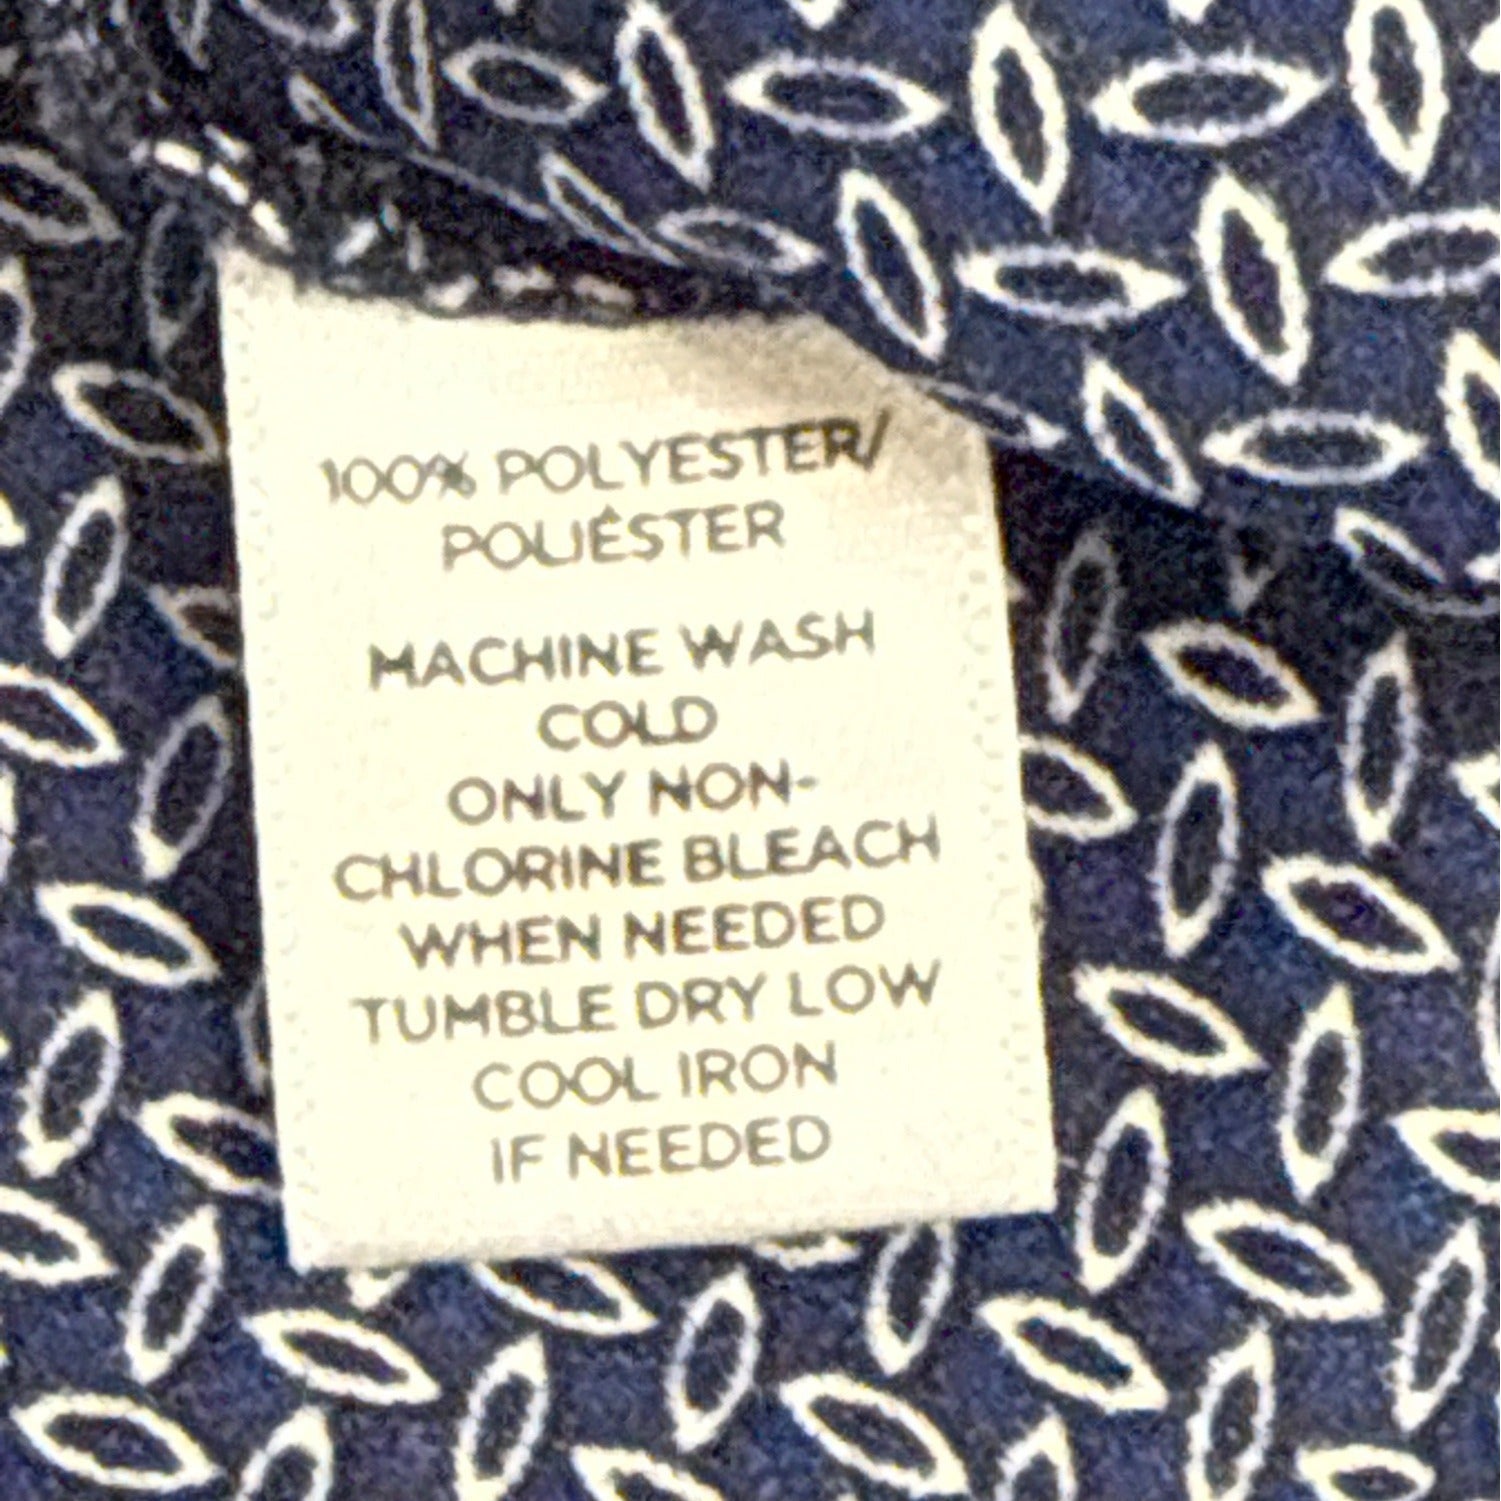 100% POLYESTER/
POLIÉSTER
MACHINE WASH
COLD
ONLY NON-
CHLORINE BLEACH
WHEN NEEDED
TUMBLE DRY LOW
COOL IRON
IF NEEDED